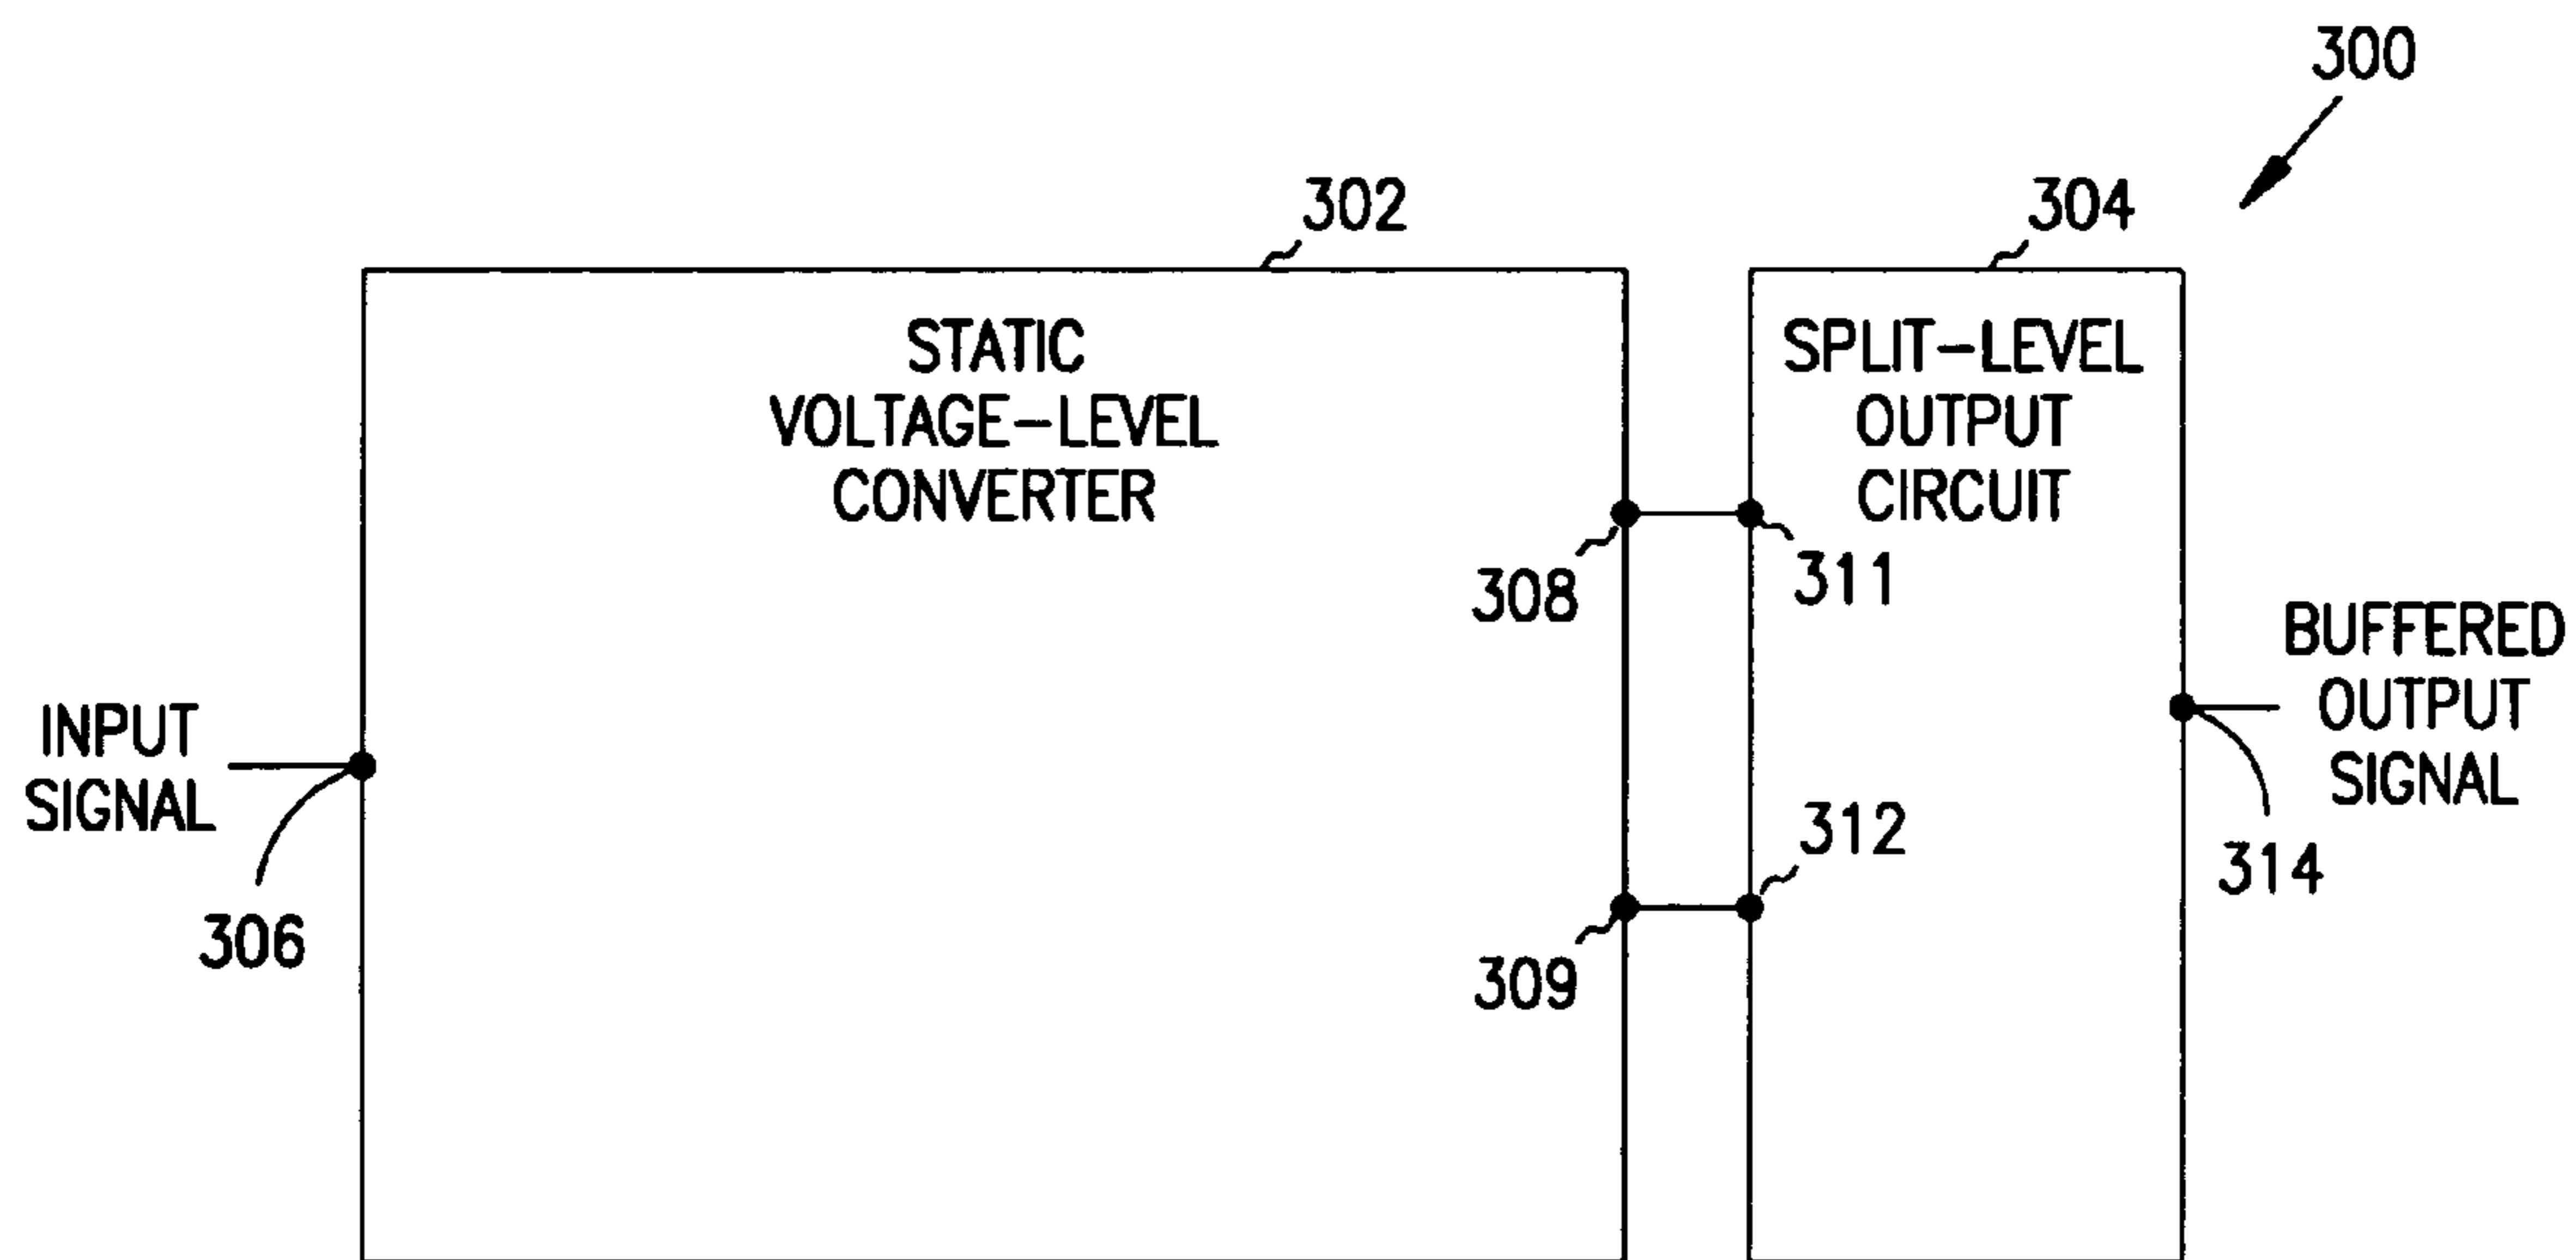 300
302
304
STATIC
VOLTAGE-LEVEL
CONVERTER
SPLIT-LEVEL
OUTPUT
CIRCUIT
308
311
INPUT
SIGNAL
306
BUFFERED
OUTPUT
SIGNAL
312
309
314